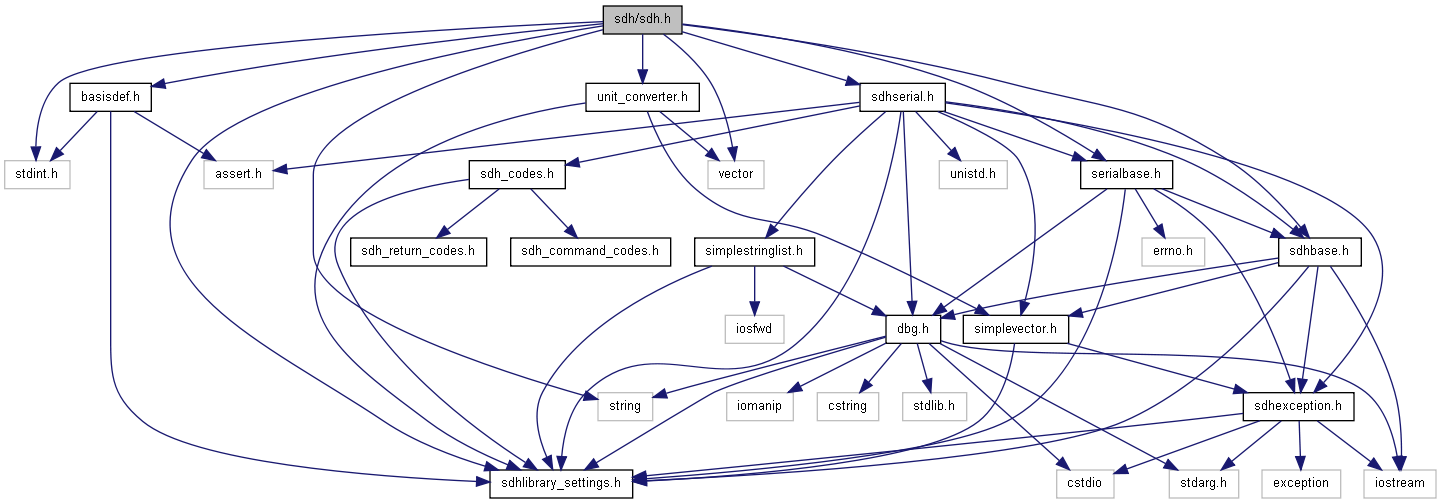 sdh/sdh.h
basisdef.h
unit_converter.h
sdhserial.h
stdint.h
assert.h
sdh_codes.h
vector
unistd.h
serialbase.h
sdh_return_codes.h
sdh_command_codes.h
simplestringlist.h
errno.h
sdhbase.h
iosfwd
dbg.h
simplevector.h
string
iomanip
cstring
stdlib.h
sdhexception.h
sdhlibrary_settings.h
cstdio
stdarg.h
exception
iostream